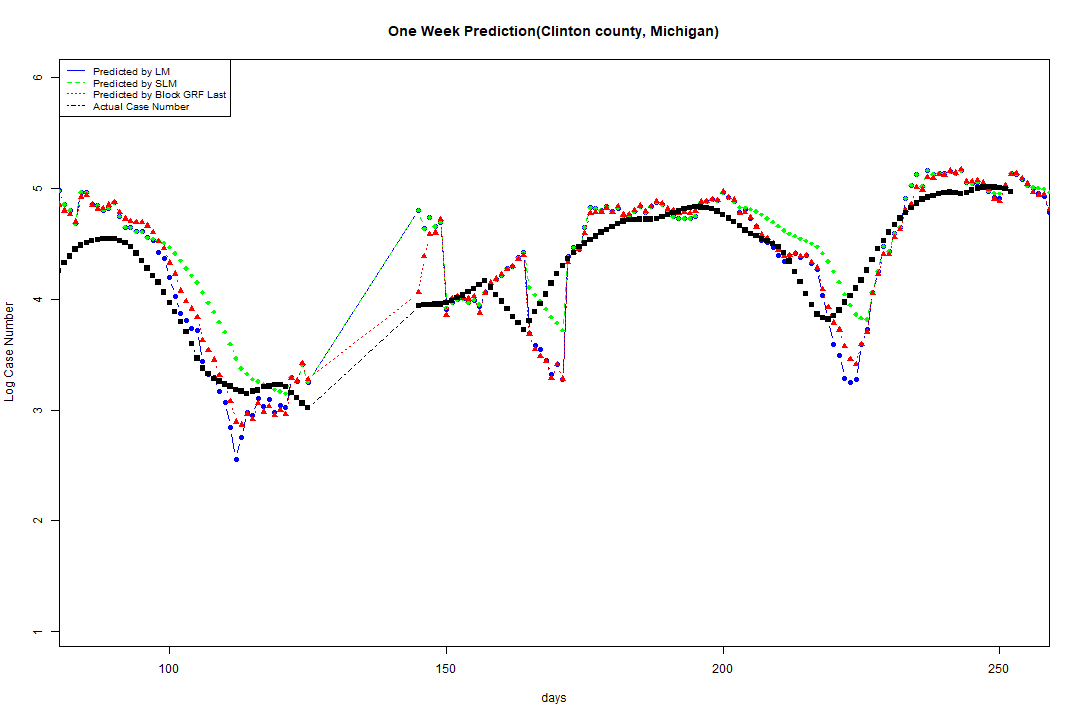 One Week Prediction(Clinton county, Michigan)
Predicted by LM
Predicted by SLM
Predicted by Block GRF Last
Actual Case Number
6
5
4
3
2
1
Log Case Number
100 150 200 250
days